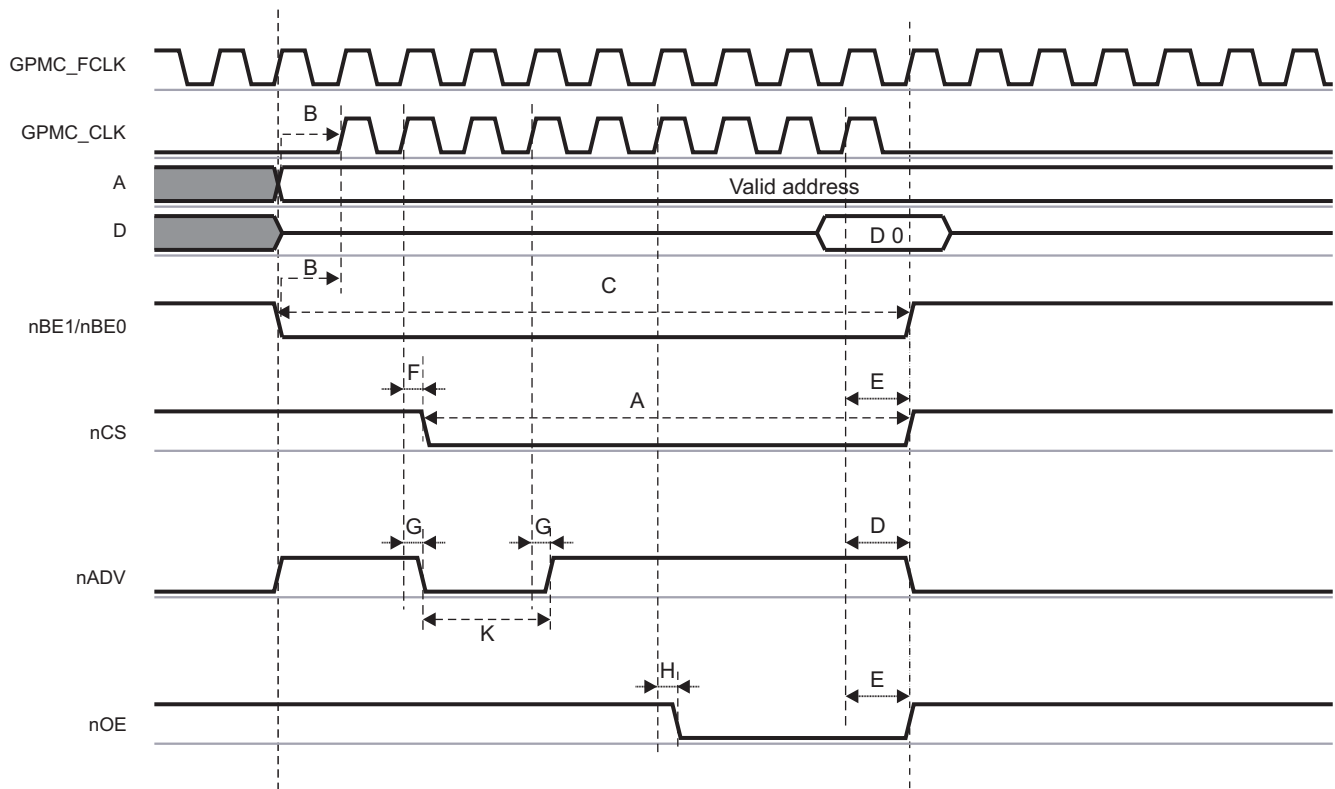 GPMC_FCLK
B
GPMC_CLK
A
Valid address
D
D 0
B
C
nBE1/nBE0
F
E
A
nCS
G
G
D
nADV
K
H
E
nOE